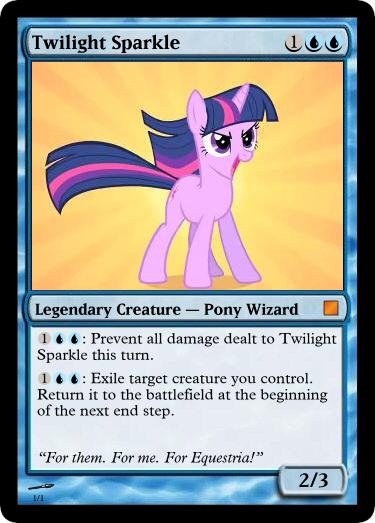 Twilight Sparkle 1
Legendary Creature — Pony Wizard
1: Prevent all damage dealt to Twilight
Sparkle this turn.
1: Exile target creature you control.
Return it to the battlefield at the beginning
of the next end step.
“For them. For me. For Equestria!”
2/3
1/1